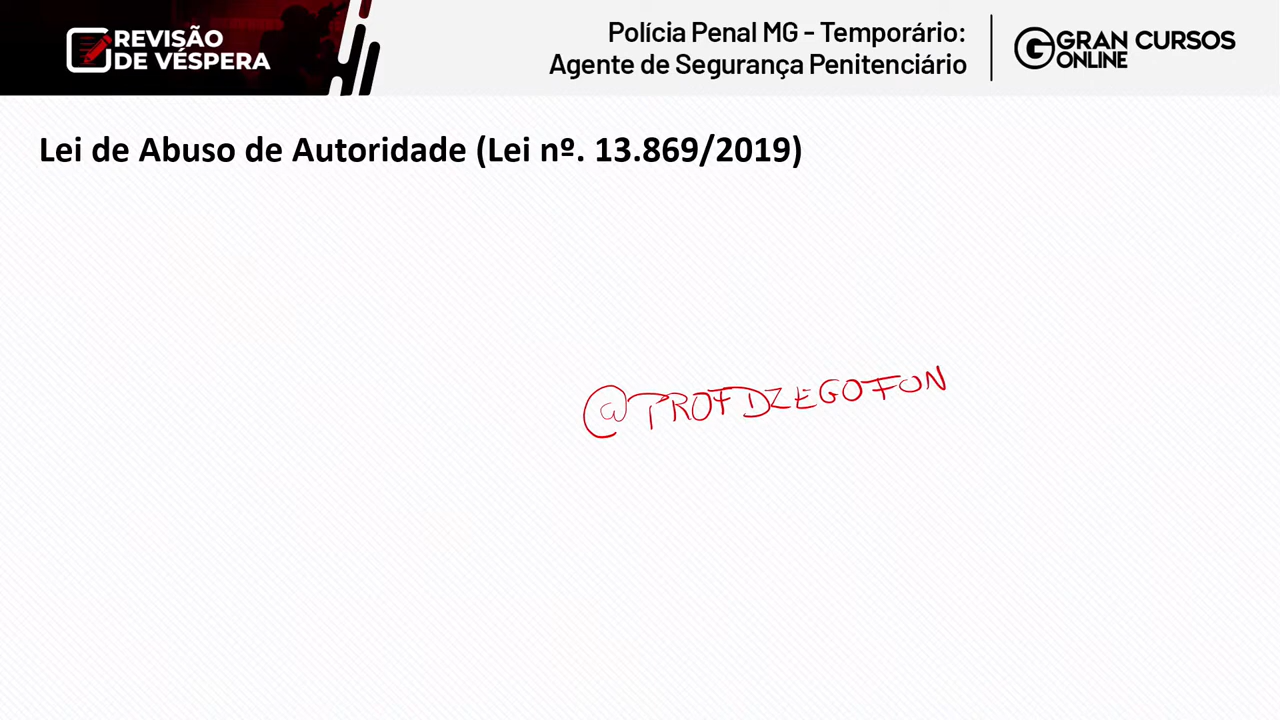 REVISÃO
DE VÉSPERA
Polícia Penal MG - Temporário:
Agente de Segurança Penitenciário
GRAN CURSOS
ONLINE
Lei de Abuso de Autoridade (Lei nº. 13.869/2019)
@PROFDIEGOFON